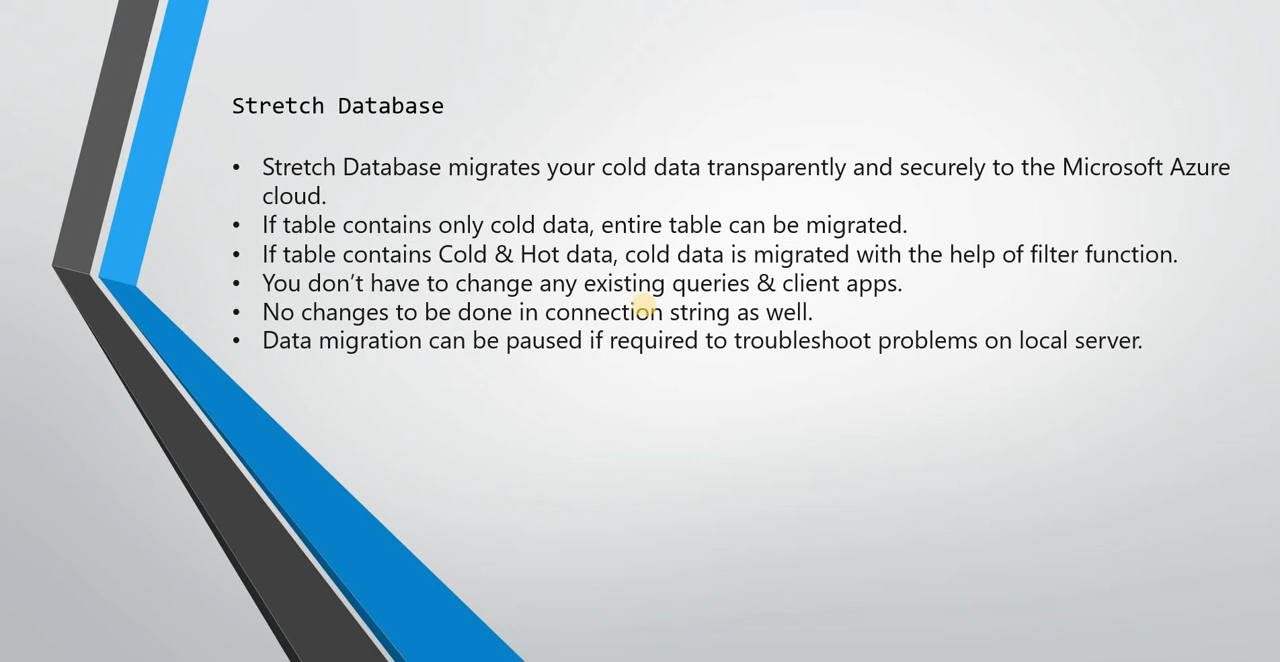 Stretch Database
• Stretch Database migrates your cold data transparently and securely to the Microsoft Azure
cloud.
• If table contains only cold data, entire table can be migrated.
• If table contains Cold & Hot data, cold data is migrated with the help of filter function.
• You don’t have to change any existing queries & client apps.
• No changes to be done in connection string as well.
• Data migration can be paused if required to troubleshoot problems on local server.